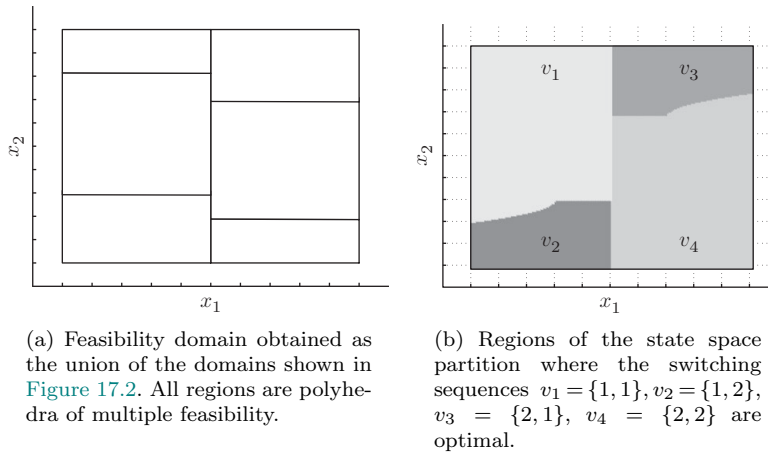 x2
x1
(a) Feasibility domain obtained as
the union of the domains shown in
Figure 17.2. All regions are polyhe-
dra of multiple feasibility.
x2
v1
v3
v2
v4
x1
(b) Regions of the state space
partition where the switching
sequences v1 = {1, 1}, v2 = {1, 2},
v3 = {2, 1}, v4 = {2, 2} are
optimal.